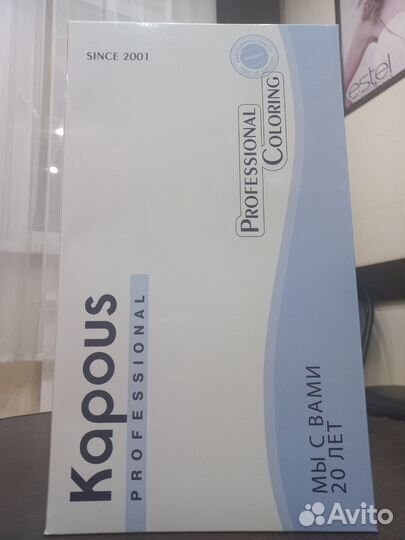 SINCE 2001
PROFESSIONAL
COLORING
Kapous
PROFESSIONAL
МЫ С ВАМИ
20 ЛЕТ
estel
Avito